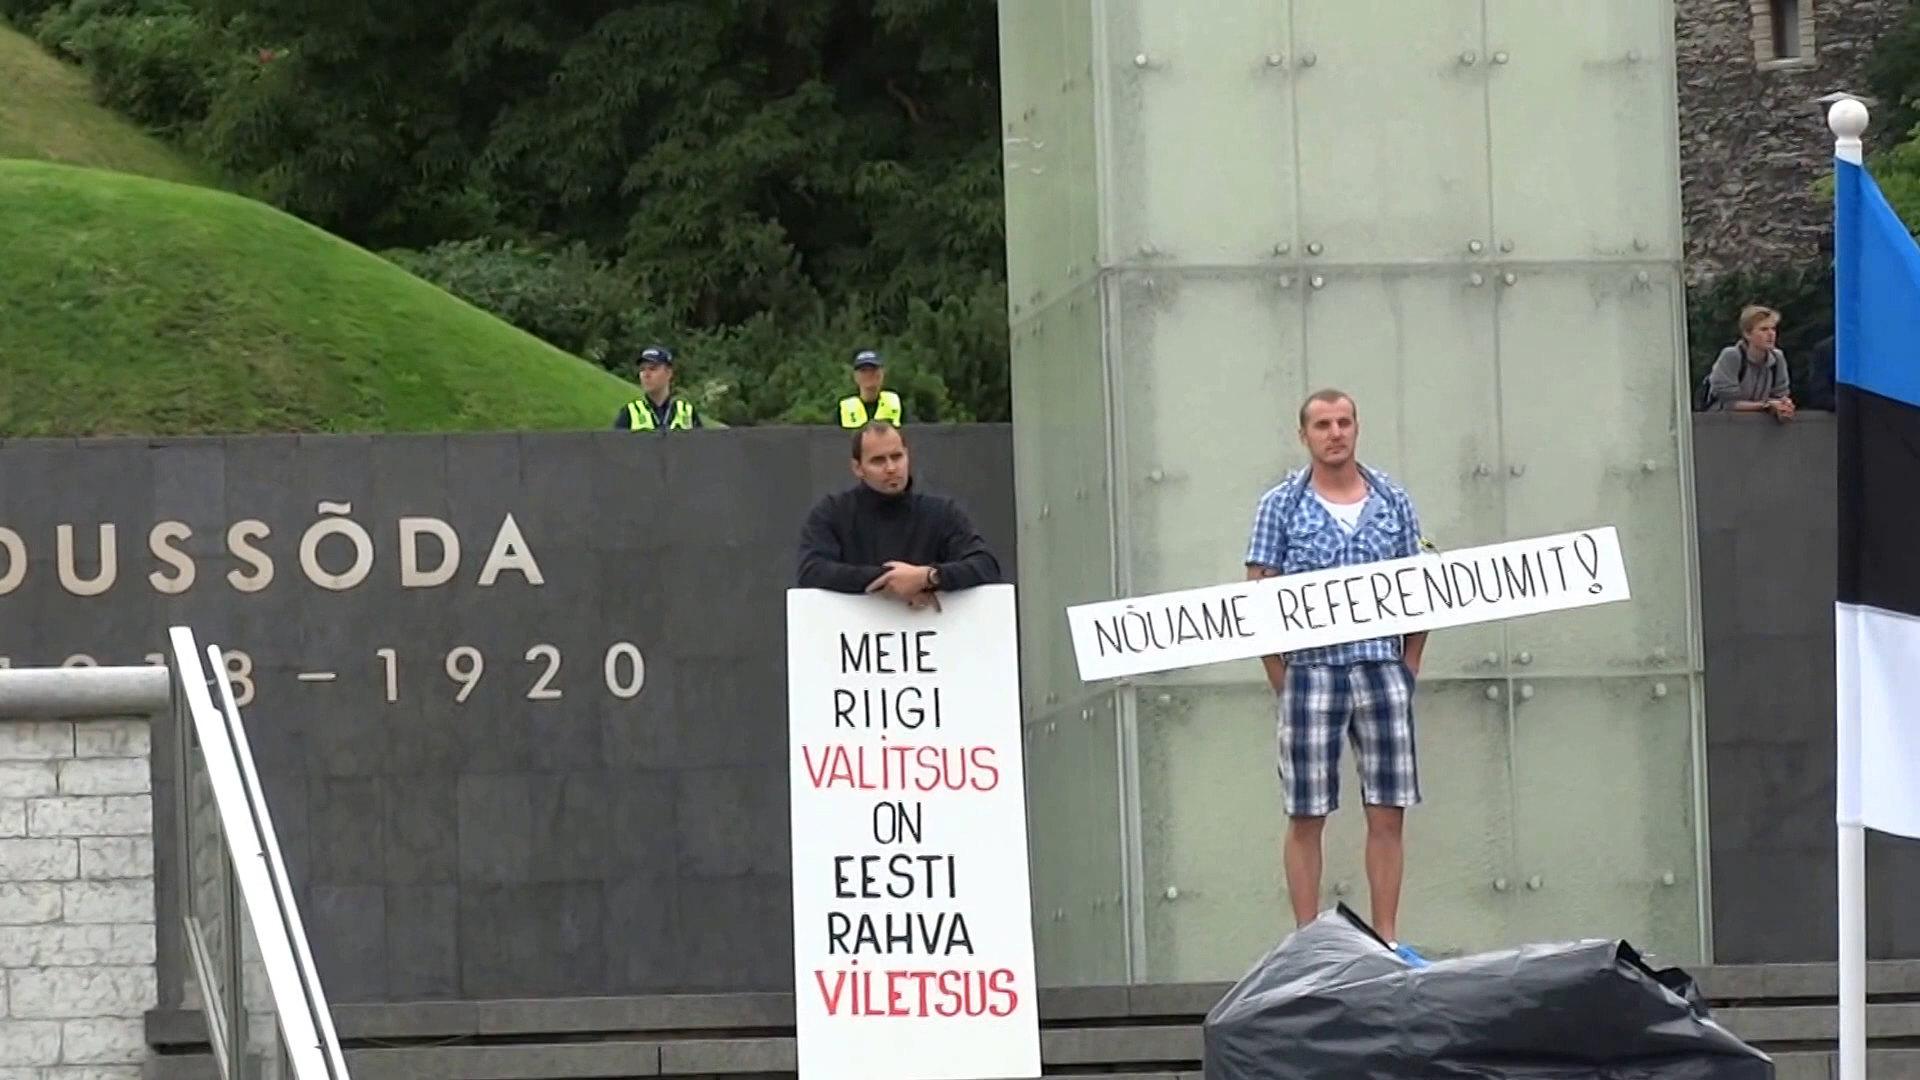 DUSSÕDA
1918–1920
MEIE
RIIGI
VALITSUS
ON
EESTI
RAHVA
VILETSUS
NÕUAME REFERENDUMIT!